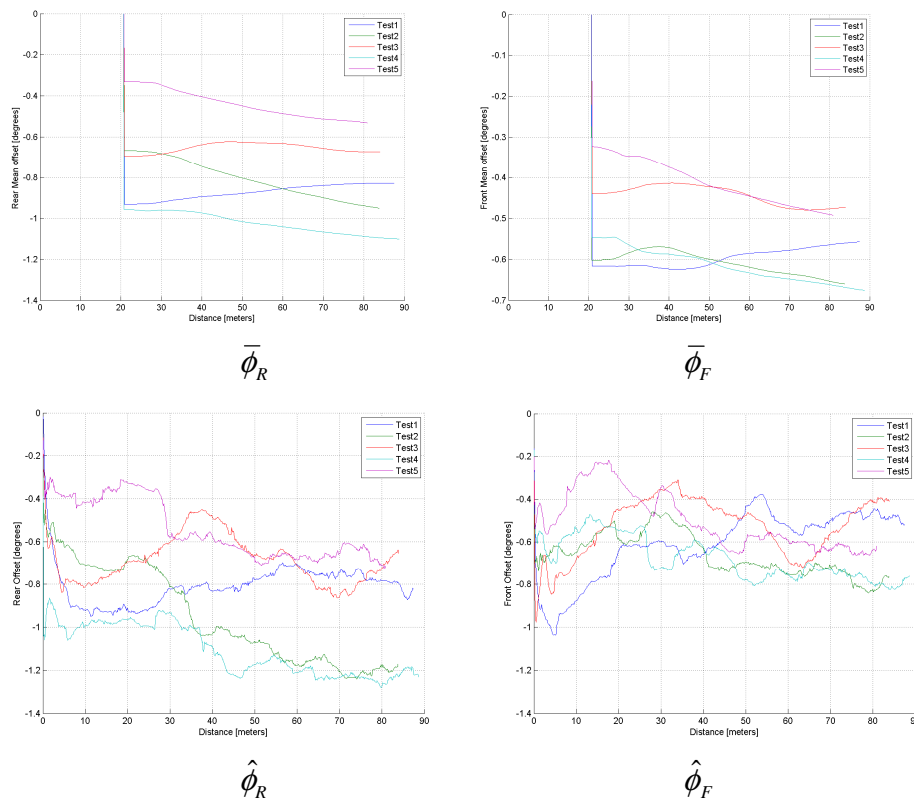 0
-0.2
-0.4
-0.6
-0.8
-1
-1.2
-1.4
Rear Mean offset [degrees]
0 10 20 30 40 50 60 70 80 90
Distance [meters]
Test1
Test2
Test3
Test4
Test5
0
-0.1
-0.2
-0.3
-0.4
-0.5
-0.6
-0.7
Front Mean offset [degrees]
0 10 20 30 40 50 60 70 80 90
Distance [meters]
Test1
Test2
Test3
Test4
Test5
ϕ̅_R
ϕ̅_F
0
-0.2
-0.4
-0.6
-0.8
-1
-1.2
-1.4
Rear Offset [degrees]
0 10 20 30 40 50 60 70 80 90
Distance [meters]
Test1
Test2
Test3
Test4
Test5
0
-0.2
-0.4
-0.6
-0.8
-1
-1.2
-1.4
Front Offset [degrees]
0 10 20 30 40 50 60 70 80 90
Distance [meters]
Test1
Test2
Test3
Test4
Test5
ϕ̂_R
ϕ̂_F